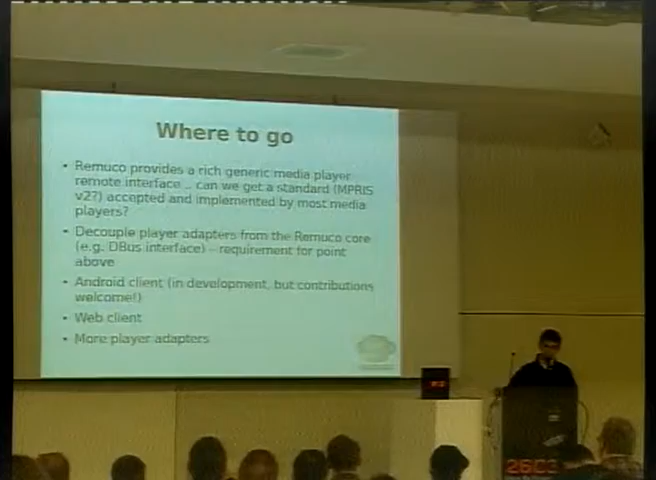 Where to go
• Remuco provides a rich generic media player
remote interface .. can we get a standard (MPRIS
v2?) accepted and implemented by most media
players?
• Decouple player adapters from the Remuco core
(e.g. DBus interface) – requirement for point
above
• Android client (in development, but contributions
welcome!)
• Web client
• More player adapters
26C3